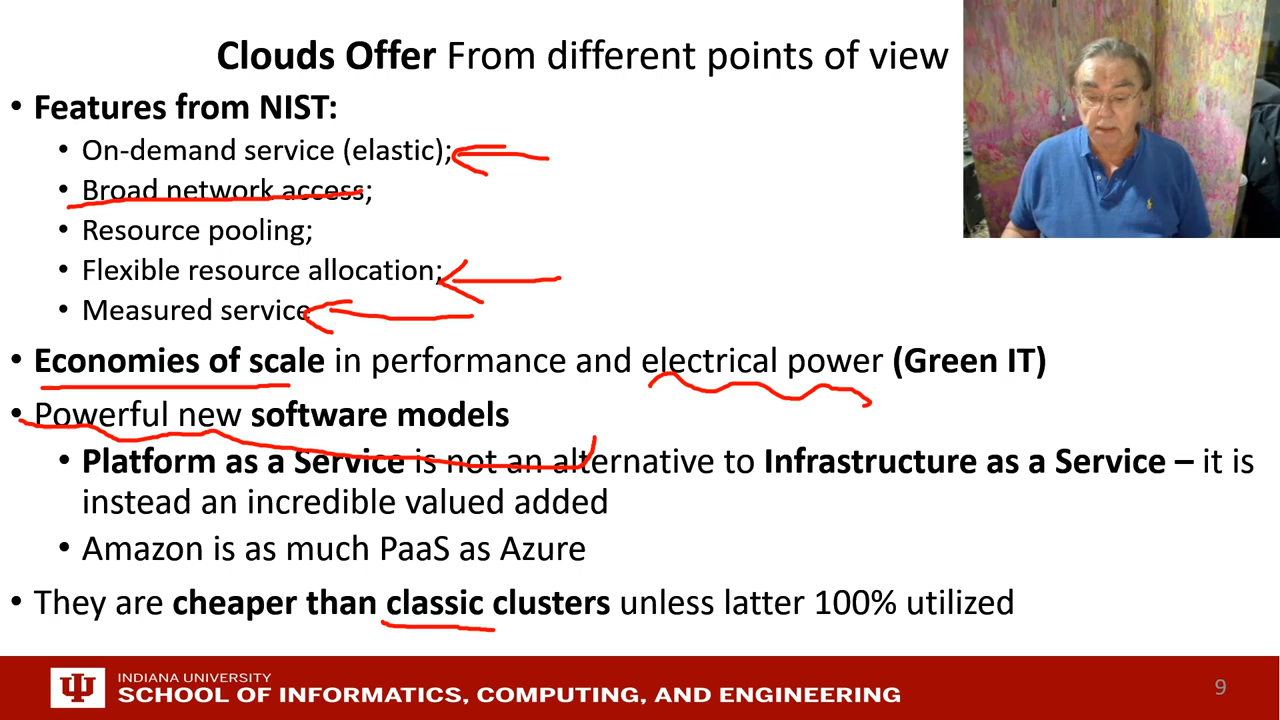 Clouds Offer From different points of view
• Features from NIST:
• On-demand service (elastic);
• Broad network access;
• Resource pooling;
• Flexible resource allocation;
• Measured service
• Economies of scale in performance and electrical power (Green IT)
• Powerful new software models
• Platform as a Service is not an alternative to Infrastructure as a Service – it is
instead an incredible valued added
• Amazon is as much PaaS as Azure
• They are cheaper than classic clusters unless latter 100% utilized
INDIANA UNIVERSITY
SCHOOL OF INFORMATICS, COMPUTING, AND ENGINEERING
9